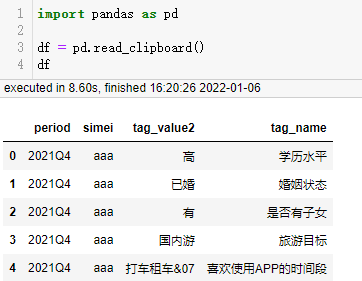 1 import pandas as pd
2
3 df = pd.read_clipboard()
4 df
executed in 8.60s, finished 16:20:26 2022-01-06
period simei tag_value2 tag_name
0 2021Q4 aaa 高 学历水平
1 2021Q4 aaa 已婚 婚姻状态
2 2021Q4 aaa 有 是否有子女
3 2021Q4 aaa 国内游 旅游目标
4 2021Q4 aaa 打车租车&07 喜欢使用APP的时间段